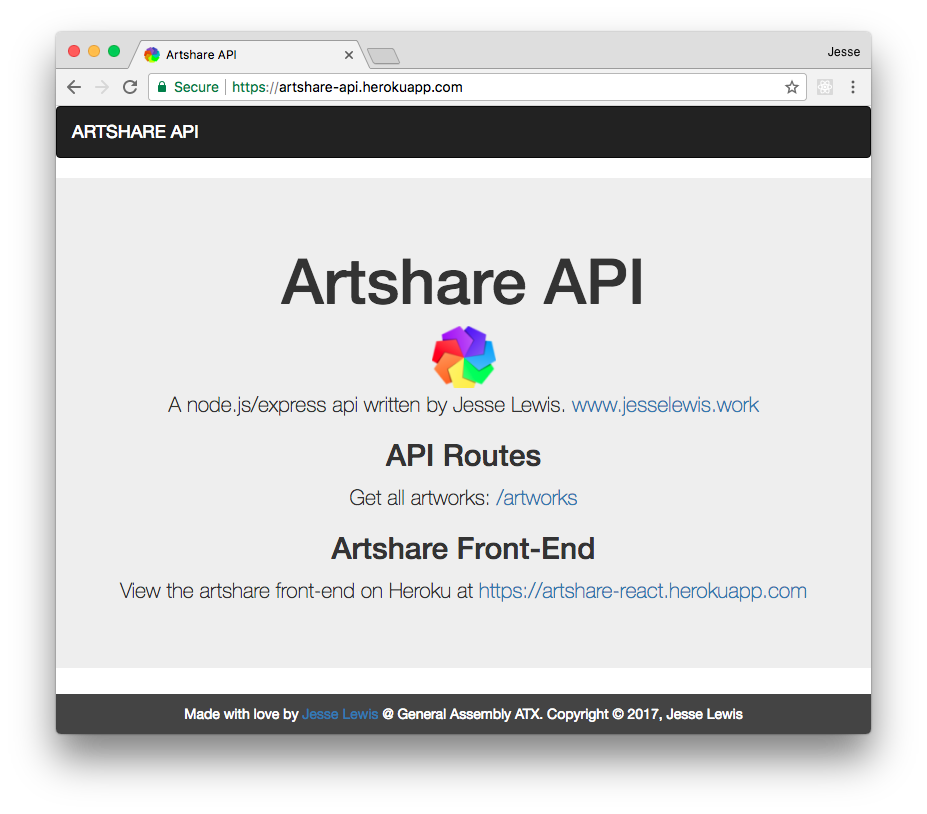 Artshare API
Jesse
Secure https://artshare-api.herokuapp.com
ARTSHARE API
Artshare API
A node.js/express api written by Jesse Lewis. www.jesselewis.work
API Routes
Get all artworks: /artworks
Artshare Front-End
View the artshare front-end on Heroku at https://artshare-react.herokuapp.com
Made with love by Jesse Lewis @ General Assembly ATX. Copyright © 2017, Jesse Lewis